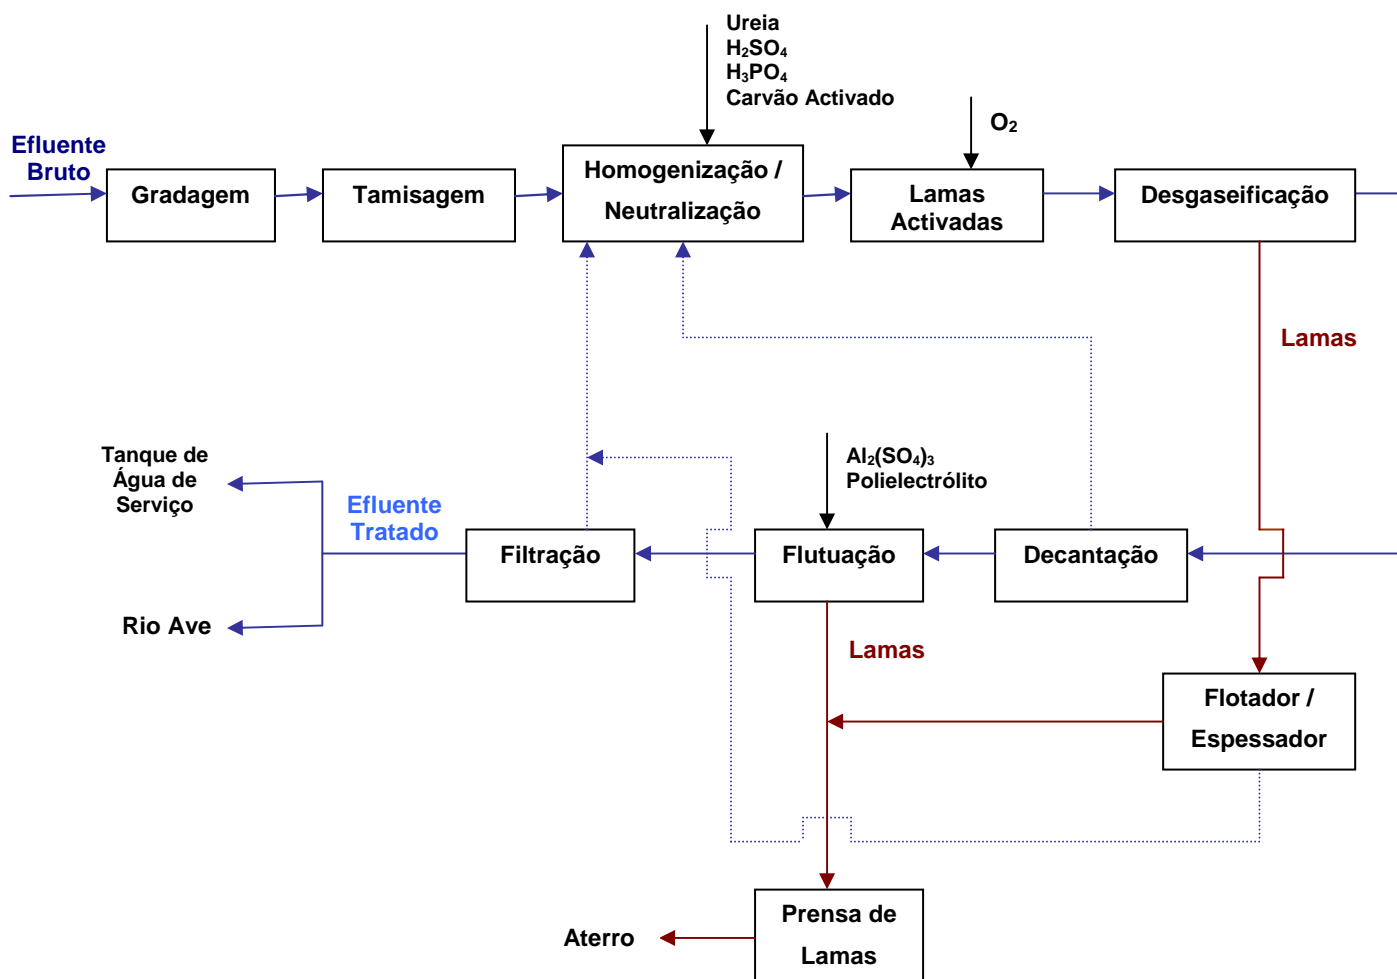 Ureia
H₂SO₄
H₃PO₄
Carvão Activado
O₂
Efluente
Bruto
Gradagem
Tamisagem
Homogenização /
Neutralização
Lamas
Activadas
Desgaseificação
Lamas
Tanque de
Água de
Serviço
Efluente
Tratado
Al₂(SO₄)₃
Polielectrólito
Filtração
Flutuação
Decantação
Rio Ave
Lamas
Flotador /
Espessador
Prensa de
Lamas
Aterro